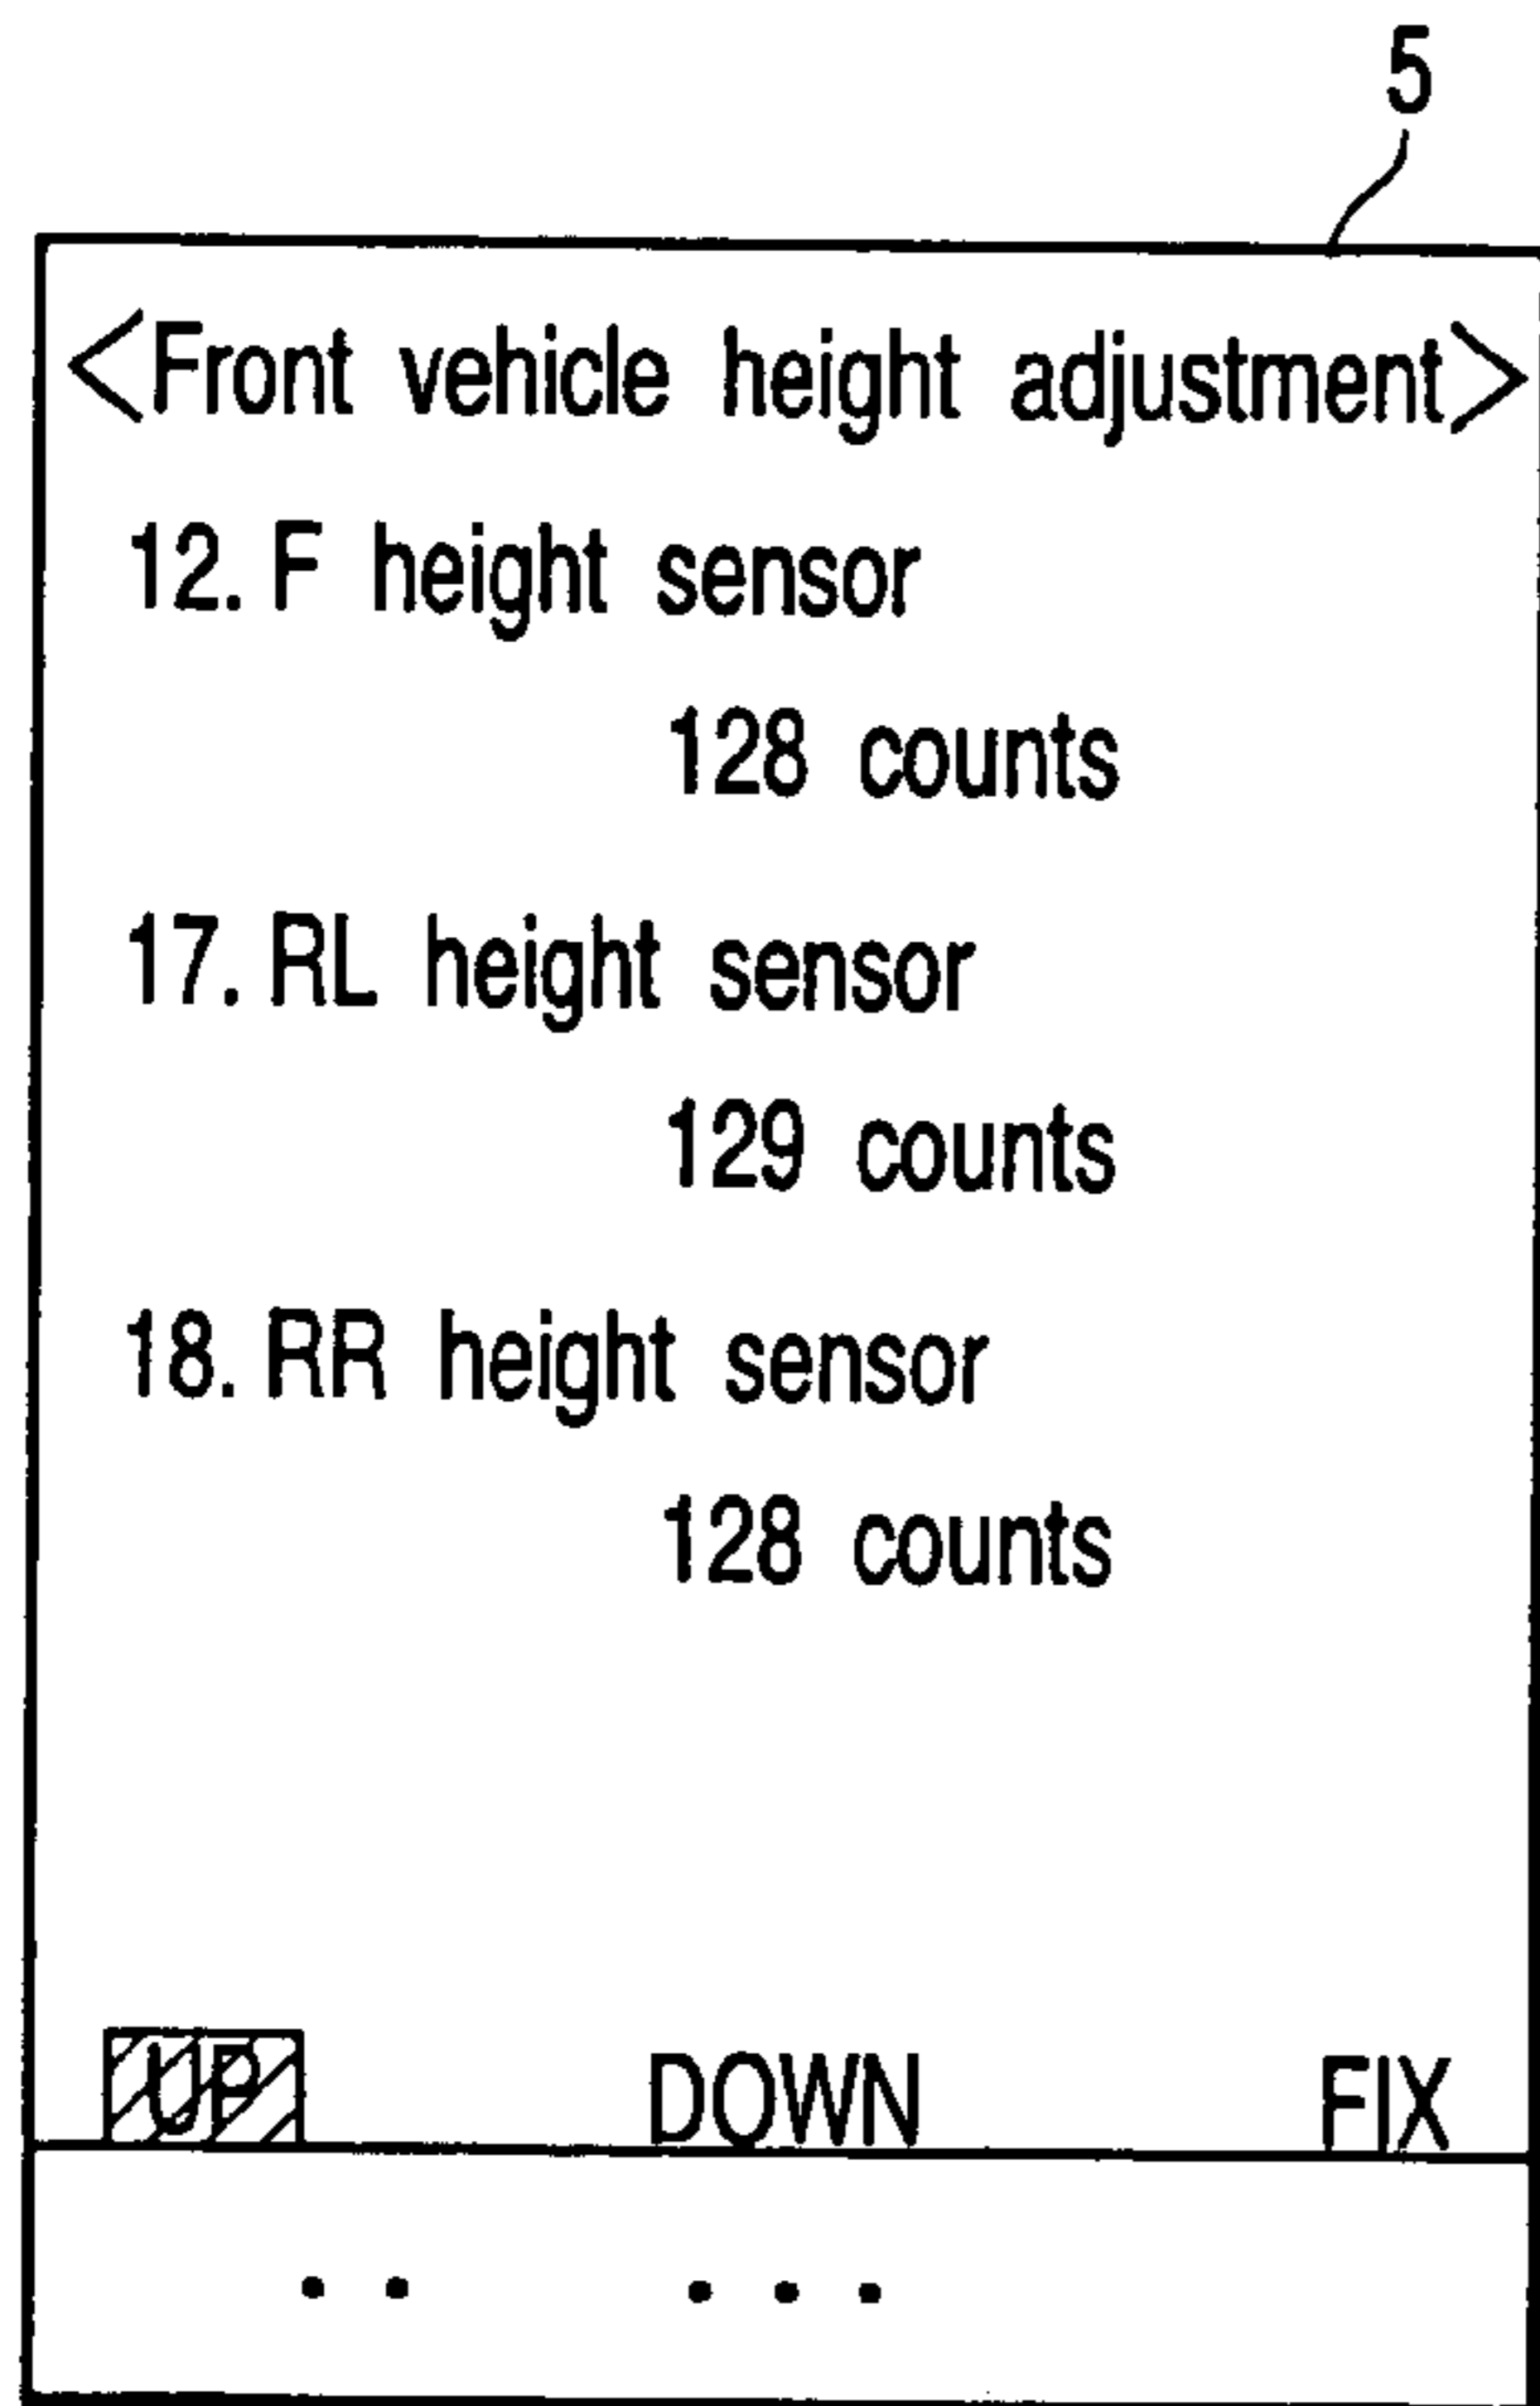 5
<Front vehicle height adjustment>
12. F height sensor
128 counts
17. RL height sensor
129 counts
18. RR height sensor
128 counts
UP DOWN FIX
.. ...